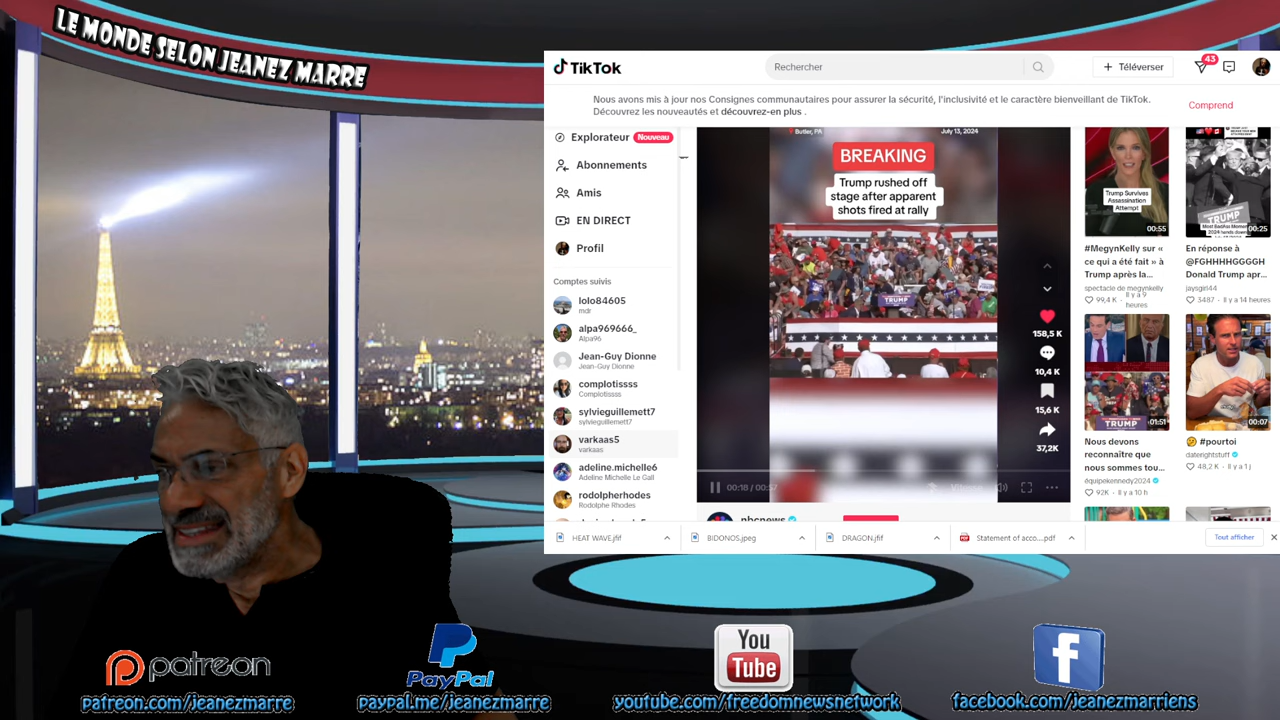 LE MONDE SELON JEANEZ MARRE
TikTok
Rechercher
+ Téléverser
43
Nous avons mis à jour nos Consignes communautaires pour assurer la sécurité, l'inclusivité et le caractère bienveillant de TikTok.
Découvrez les nouveautés et découvrez-en plus .
Comprend
Explorateur Nouveau
Abonnements
Amis
EN DIRECT
Profil
Comptes suivis
lolo84605
mdr
alpa969666_
Alpa96
Jean-Guy Dionne
Jean-Guy Dionne
complotissss
Complotissss
sylvieguillemett7
sylvieguillemett7
varkaas5
varkaas
adeline.michelle6
Adeline Michelle Le Gall
rodolpherhodes
Rodolphe Rhodes
Butler, PA
July 13, 2024
BREAKING
Trump rushed off
stage after apparent
shots fired at rally
TRUMP
158,5 K
10,4 K
15,6 K
37,2K
00:18 / 00:57
nbcnews
Trump Survives
Assassination
Attempt
00:55
#MegynKelly sur «
ce qui a été fait » à
Trump après la...
spectacle de megynkelly
99,4 K · Il y a 9
heures
TRUMP
00:25
En réponse à
@FGHHHHGGGGH
Donald Trump apr...
jaysgirl44
3487 · Il y a 14 heures
TRUMP
01:51
Nous devons
reconnaître que
nous sommes tou...
équipekennedy2024
92K · Il y a 10 h
00:07
#pourtoi
daterightstuff
48,2 K · Il y a 1 j
HEAT WAVE.jfif
BIDONOS.jpeg
DRAGON.jfif
Statement of acco....pdf
Tout afficher
patreon
patreon.com/jeanezmarre
PayPal
paypal.me/jeanezmarre
You
Tube
youtube.com/freedomnewsnetwork
f
facebook.com/jeanezmarriens